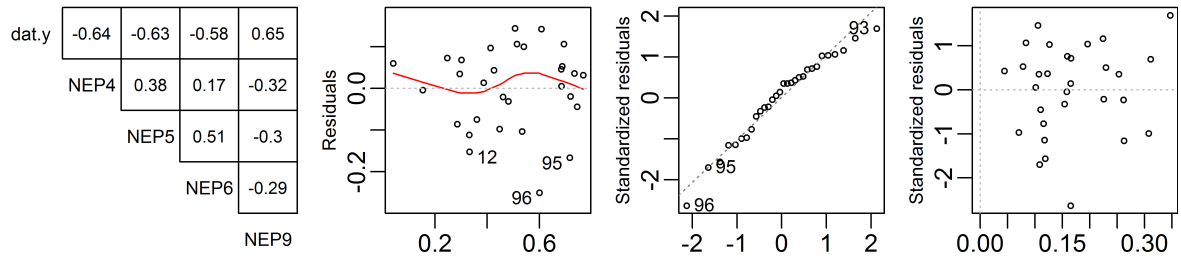 dat.y -0.64 -0.63 -0.58 0.65
NEP4 0.38 0.17 -0.32
NEP5 0.51 -0.3
NEP6 -0.29
NEP9
Residuals
0.0
-0.2
12
95
96
0.2 0.6
Standardized residuals
2
1
0
-1
-2
93
95
96
-2 -1 0 1 2
Standardized residuals
1
0
-1
-2
0.00 0.15 0.30